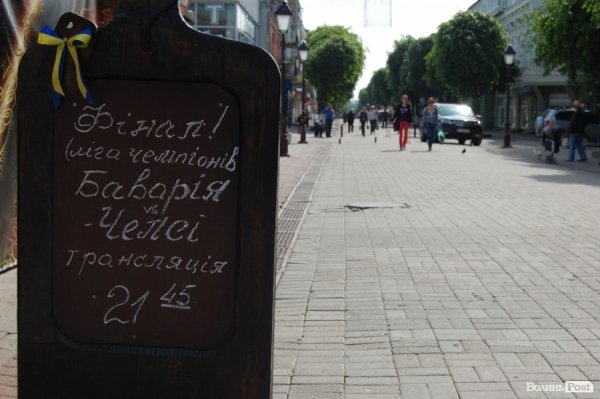 Фінал!
(ліга чемпіонів
Баварія
vs
-Челсі
трансляція
21 45
ВолиньPost